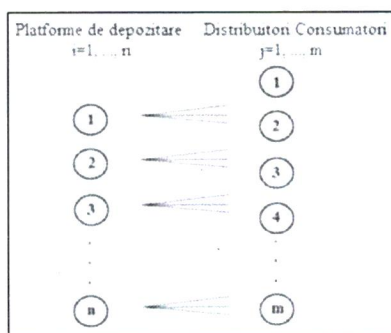 Platforme de depozitare Distribuitori Consumatori
i=1, ..., n j=1, ..., m
1
1 2
2 3
3 4
. .
. .
. .
n m